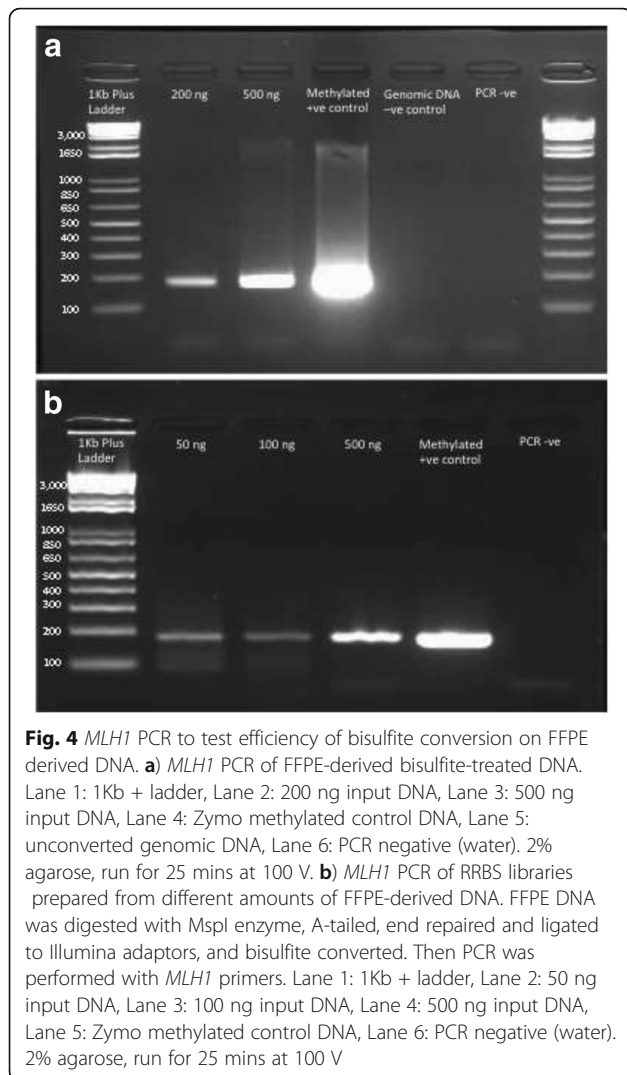 a
1Kb Plus 200 ng 500 ng Methylated Genomic DNA PCR -ve
Ladder +ve control –ve control
3,000
1650
1000
850
650
500
400
300
200
100
b
1Kb Plus 50 ng 100 ng 500 ng Methylated PCR -ve
Ladder +ve control
3,000
1650
1000
850
650
500
400
300
200
100
Fig. 4 MLH1 PCR to test efficiency of bisulfite conversion on FFPE
derived DNA. a) MLH1 PCR of FFPE-derived bisulfite-treated DNA.
Lane 1: 1Kb + ladder, Lane 2: 200 ng input DNA, Lane 3: 500 ng
input DNA, Lane 4: Zymo methylated control DNA, Lane 5:
unconverted genomic DNA, Lane 6: PCR negative (water). 2%
agarose, run for 25 mins at 100 V. b) MLH1 PCR of RRBS libraries
prepared from different amounts of FFPE-derived DNA. FFPE DNA
was digested with MspI enzyme, A-tailed, end repaired and ligated
to Illumina adaptors, and bisulfite converted. Then PCR was
performed with MLH1 primers. Lane 1: 1Kb + ladder, Lane 2: 50 ng
input DNA, Lane 3: 100 ng input DNA, Lane 4: 500 ng input DNA,
Lane 5: Zymo methylated control DNA, Lane 6: PCR negative (water).
2% agarose, run for 25 mins at 100 V